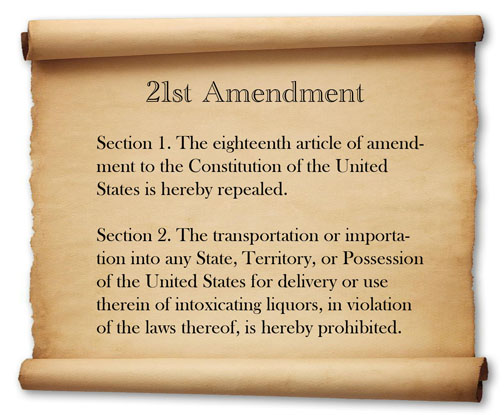 21st Amendment
Section 1. The eighteenth article of amend-
ment to the Constitution of the United
States is hereby repealed.
Section 2. The transportation or importa-
tion into any State, Territory, or Possession
of the United States for delivery or use
therein of intoxicating liquors, in violation
of the laws thereof, is hereby prohibited.